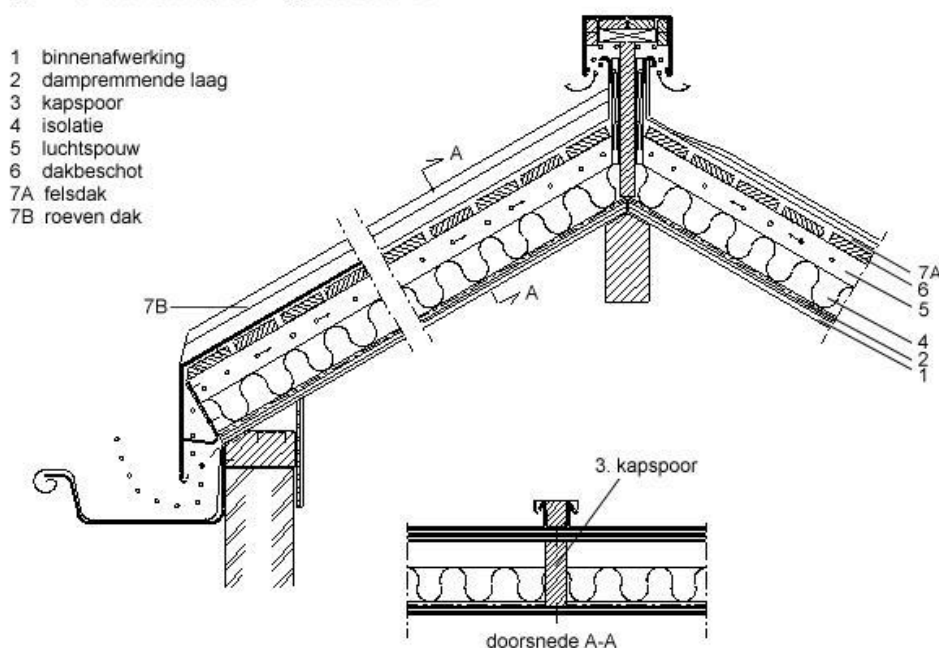 1 binnenafwerking
2 dampremmende laag
3 kapspoor
4 isolatie
5 luchtspouw
6 dakbeschot
7A felsdak
7B roeven dak
A
7B
A
7A
6
5
4
2
1
3. kapspoor
doorsnede A-A